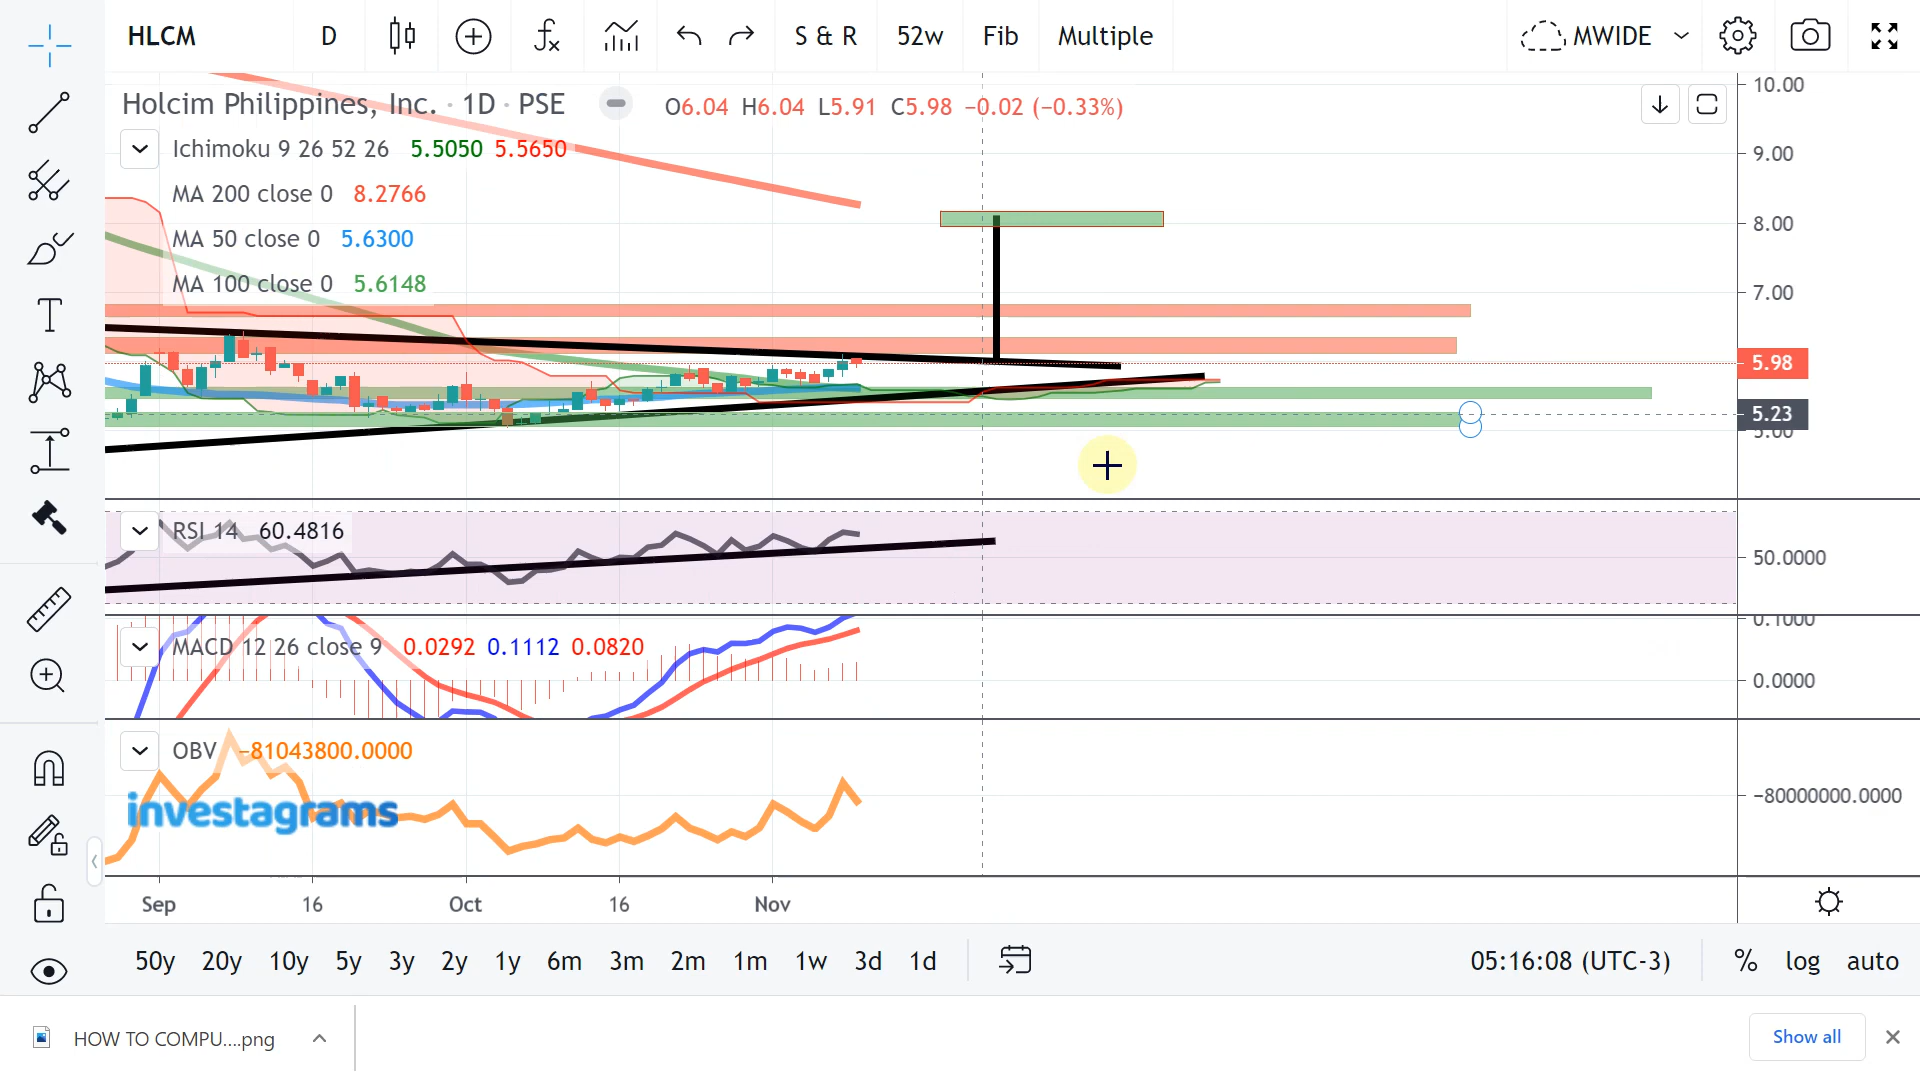 HLCM D S & R 52w Fib Multiple MWIDE
Holcim Philippines, Inc. · 1D · PSE O6.04 H6.04 L5.91 C5.98 −0.02 (−0.33%)
Ichimoku 9 26 52 26 5.5050 5.5650
MA 200 close 0 8.2766
MA 50 close 0 5.6300
MA 100 close 0 5.6148
10.00
9.00
8.00
7.00
5.98
5.23
5.00
RSI 14 60.4816
50.0000
MACD 12 26 close 9 0.0292 0.1112 0.0820
0.1000
0.0000
OBV −81043800.0000
−80000000.0000
investagrams
Sep 16 Oct 16 Nov
50y 20y 10y 5y 3y 2y 1y 6m 3m 2m 1m 1w 3d 1d 05:16:08 (UTC-3) % log auto
HOW TO COMPU....png Show all